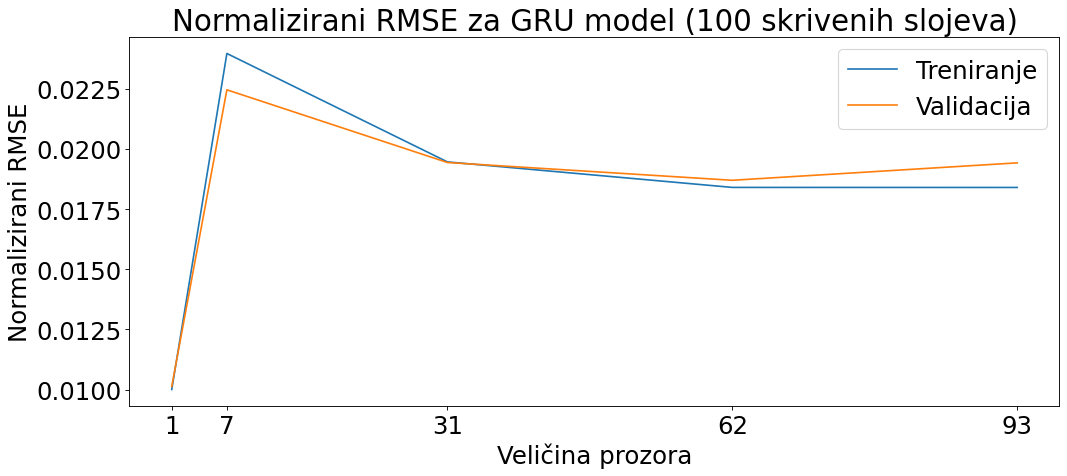 Normalizirani RMSE za GRU model (100 skrivenih slojeva)
Treniranje
Validacija
Normalizirani RMSE
0.0225
0.0200
0.0175
0.0150
0.0125
0.0100
1 7 31 62 93
Veličina prozora